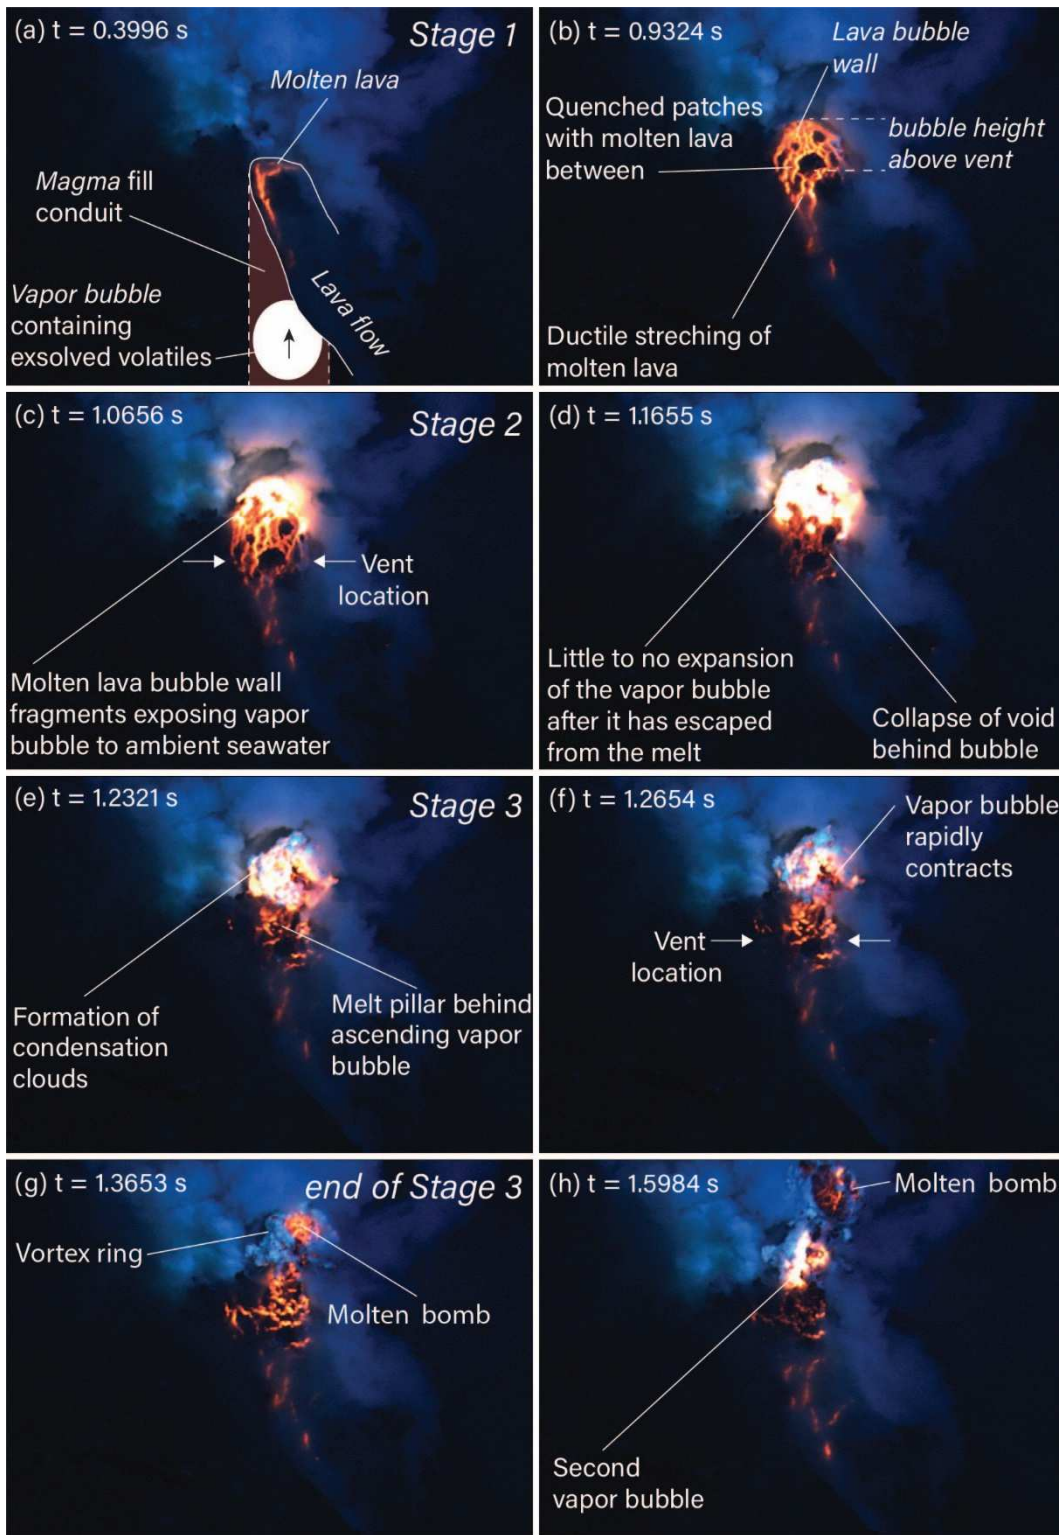 (a) t = 0.3996 s
Stage 1
Molten lava
Magma fill
conduit
Vapor bubble
containing
exsolved volatiles
Lava flow
(b) t = 0.9324 s
Lava bubble
wall
Quenched patches
with molten lava
between
bubble height
above vent
Ductile streching of
molten lava
(c) t = 1.0656 s
Stage 2
Vent
location
Molten lava bubble wall
fragments exposing vapor
bubble to ambient seawater
(d) t = 1.1655 s
Little to no expansion
of the vapor bubble
after it has escaped
from the melt
Collapse of void
behind bubble
(e) t = 1.2321 s
Stage 3
Formation of
condensation
clouds
Melt pillar behind
ascending vapor
bubble
(f) t = 1.2654 s
Vapor bubble
rapidly
contracts
Vent
location
(g) t = 1.3653 s
end of Stage 3
Vortex ring
Molten bomb
(h) t = 1.5984 s
Molten bomb
Second
vapor bubble